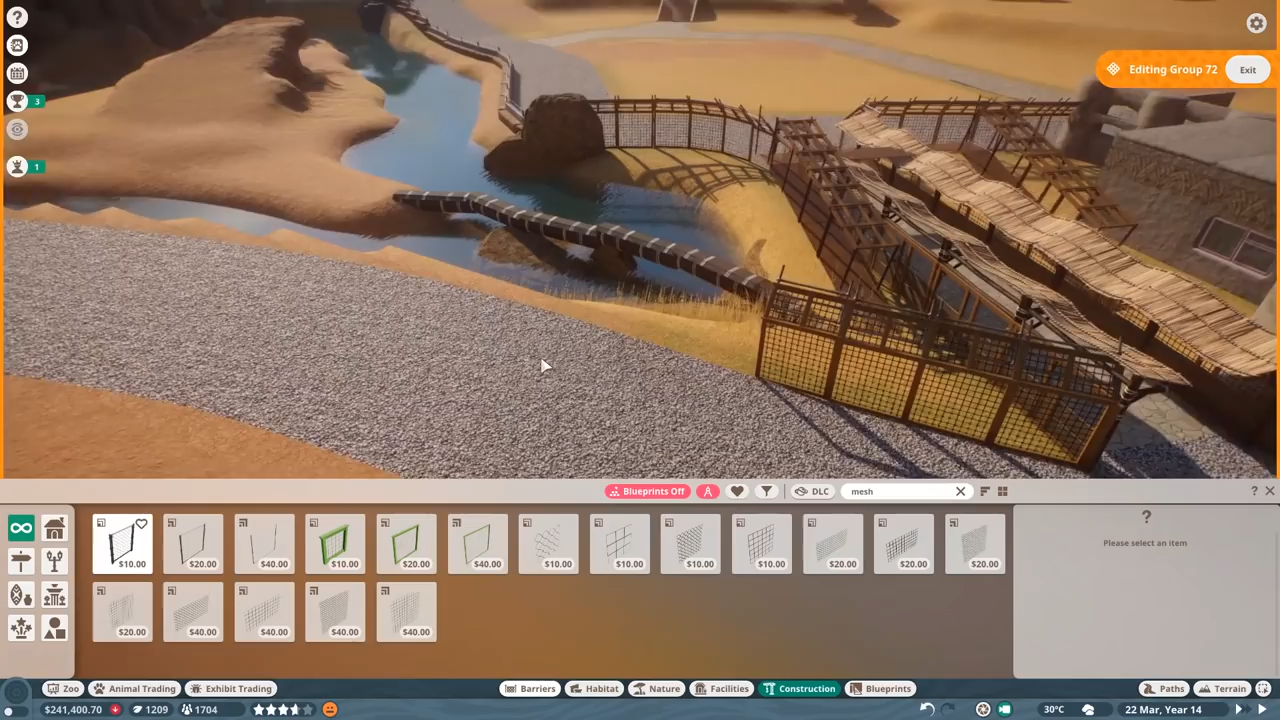 3
1
Editing Group 72
Exit
Blueprints Off
DLC
mesh
?
?
Please select an item
$10.00
$20.00
$40.00
$10.00
$20.00
$40.00
$10.00
$10.00
$10.00
$10.00
$20.00
$20.00
$20.00
$20.00
$40.00
$40.00
$40.00
$40.00
Zoo
Animal Trading
Exhibit Trading
Barriers
Habitat
Nature
Facilities
Construction
Blueprints
Paths
Terrain
$241,400.70
1209
1704
30°C
22 Mar, Year 14